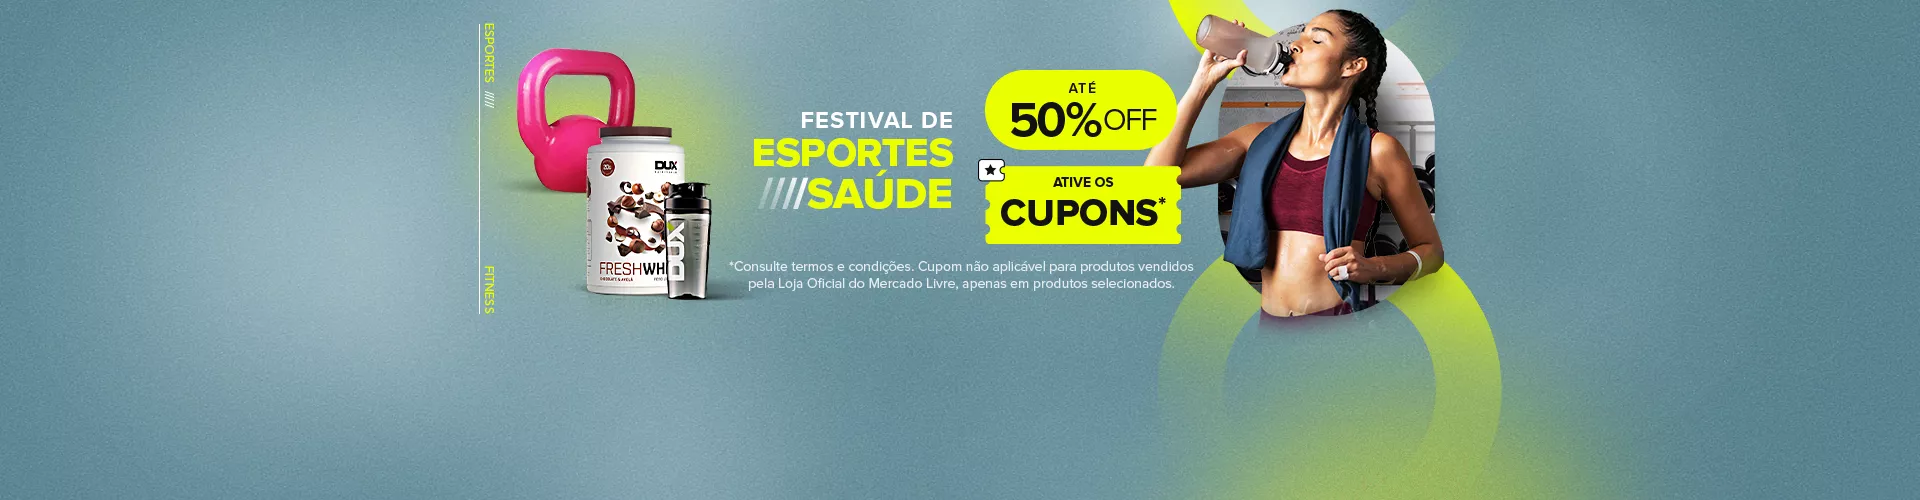 ESPORTES /////
FITNESS
DUX
FRESHWH
DUX
FESTIVAL DE
ESPORTES
////SAÚDE
ATÉ
50% OFF
ATIVE OS
CUPONS*
*Consulte termos e condições. Cupom não aplicável para produtos vendidos
pela Loja Oficial do Mercado Livre, apenas em produtos selecionados.